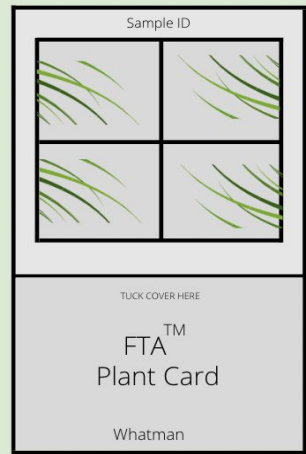 Sample ID
TUCK COVER HERE
FTA™
Plant Card
Whatman